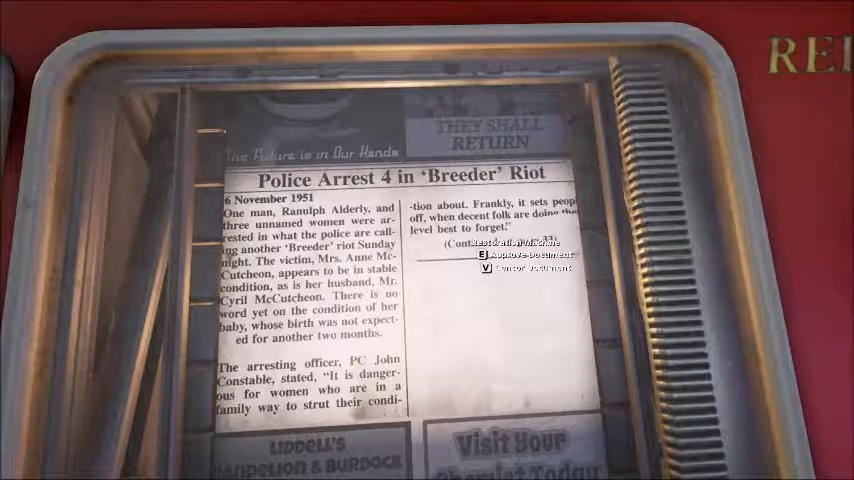 REI
THEY SHALL
RETURN
The Future is in Our Hands
Police Arrest 4 in 'Breeder' Riot
6 November 1951
One man, Ranulph Alderly, and
three unnamed women were ar-
rested in what the police are call-
ing another 'Breeder' riot Sunday
night. The victim, Mrs. Anne Mc-
Cutcheon, appears to be in stable
condition, as is her husband, Mr.
Cyril McCutcheon. There is no
word yet on the condition of her
baby, whose birth was not expect-
ed for another two months.
The arresting officer, PC John
Constable, stated, "It is danger-
ous for women who are in a
family way to strut their condi-
-tion about. Frankly, it sets people
off, when decent folk are doing their
level best to forget."
(Cont 33)
Restoration Machine
E Approve Document
V Censor Document
LIDDELL'S
DANDELION & BURDOCK
Visit Your
Chemist Today